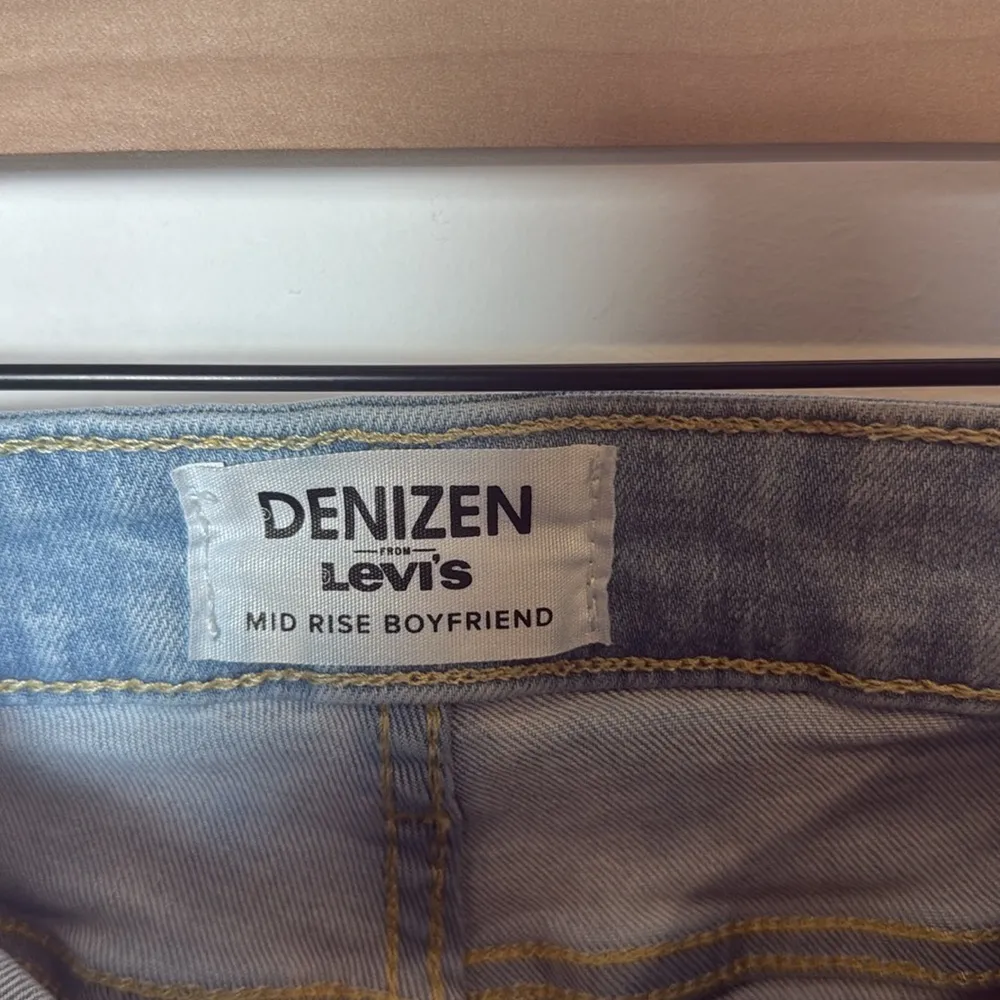 DENIZEN
FROM
Levi's
MID RISE BOYFRIEND